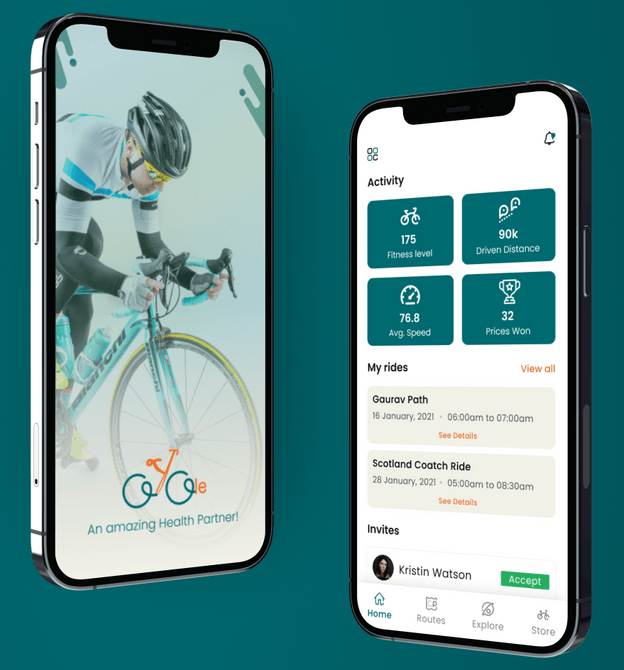 Bianchi
Cycle
An amazing Health Partner!
Activity
175
Fitness level
90k
Driven Distance
76.8
Avg. Speed
32
Prices Won
My rides
View all
Gaurav Path
16 January, 2021 • 06:00am to 07:00am
See Details
Scotland Coatch Ride
28 January, 2021 • 05:00am to 08:30am
See Details
Invites
Kristin Watson
Accept
Home
Routes
Explore
Store